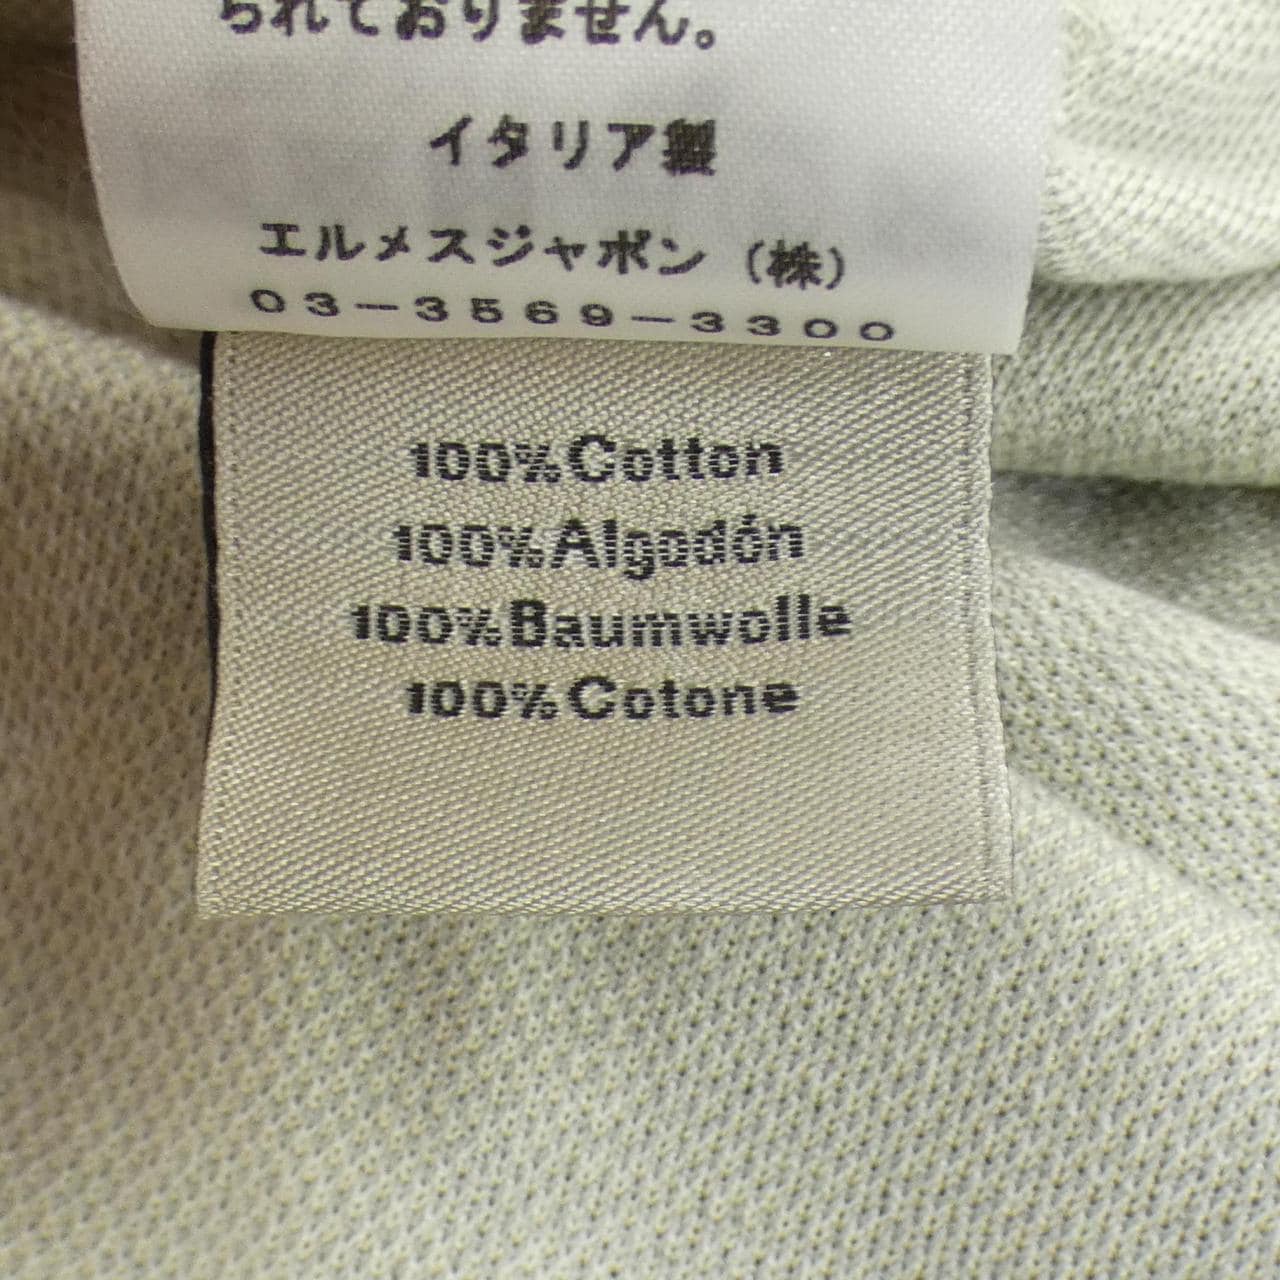 られておりません。
イタリア製
エルメスジャポン（株）
０３－３５６９－３３００
100%Cotton
100%Algodón
100%Baumwolle
100%Cotone